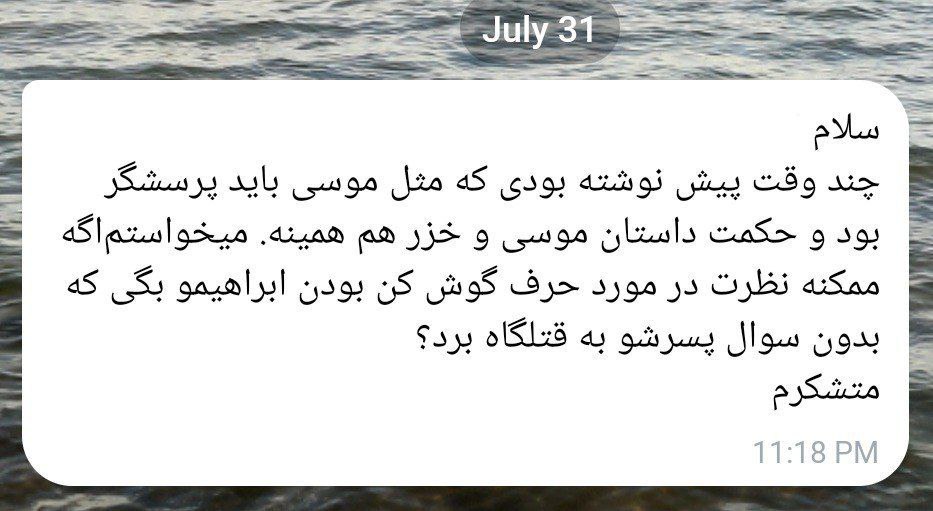 July 31
سلام
چند وقت پیش نوشته بودی که مثل موسی باید پرسشگر
بود و حکمت داستان موسی و خزر هم همینه. میخواستم‌اگه
ممکنه نظرت در مورد حرف گوش کن بودن ابراهیمو بگی که
بدون سوال پسرشو به قتلگاه برد؟
متشکرم
11:18 PM